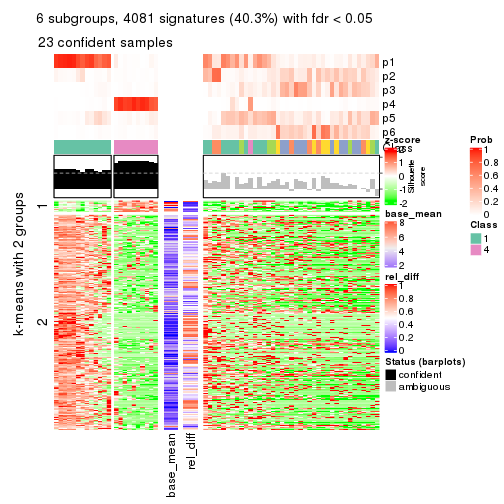 6 subgroups, 4081 signatures (40.3%) with fdr < 0.05
23 confident samples
p1
p2
p3
p4
p5
p6
Class
Silhouette
score
1
2
k-means with 2 groups
base_mean
rel_diff
z-score
2
0
-2
base_mean
8
6
4
2
rel_diff
1
0.8
0.6
0.4
0.2
0
Status (barplots)
confident
ambiguous
Prob
1
0.8
0.6
0.4
0.2
0
Class
1
4